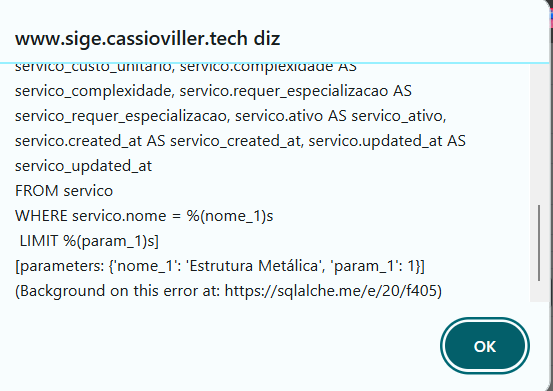 www.sige.cassioviller.tech diz
servico_custo_unitario, servico.complexidade AS
servico_complexidade, servico.requer_especializacao AS
servico_requer_especializacao, servico.ativo AS servico_ativo,
servico.created_at AS servico_created_at, servico.updated_at AS
servico_updated_at
FROM servico
WHERE servico.nome = %(nome_1)s
LIMIT %(param_1)s]
[parameters: {'nome_1': 'Estrutura Metálica', 'param_1': 1}]
(Background on this error at: https://sqlalche.me/e/20/f405)
OK